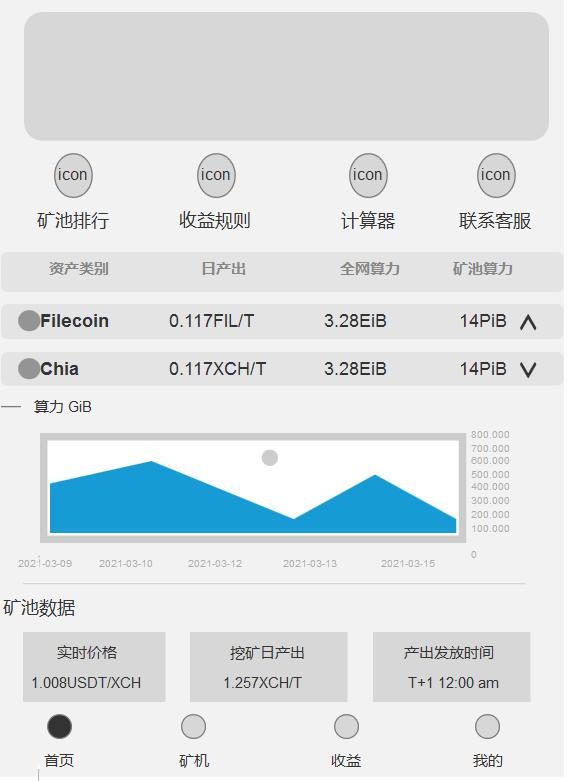 icon icon icon icon
矿池排行 收益规则 计算器 联系客服
资产类别 日产出 全网算力 矿池算力
Filecoin 0.117FIL/T 3.28EiB 14PiB
Chia 0.117XCH/T 3.28EiB 14PiB
算力 GiB
800.000
700.000
600.000
500.000
400.000
300.000
200.000
100.000
0
2021-03-09 2021-03-10 2021-03-12 2021-03-13 2021-03-15
矿池数据
实时价格 挖矿日产出 产出发放时间
1.008USDT/XCH 1.257XCH/T T+1 12:00 am
首页 矿机 收益 我的